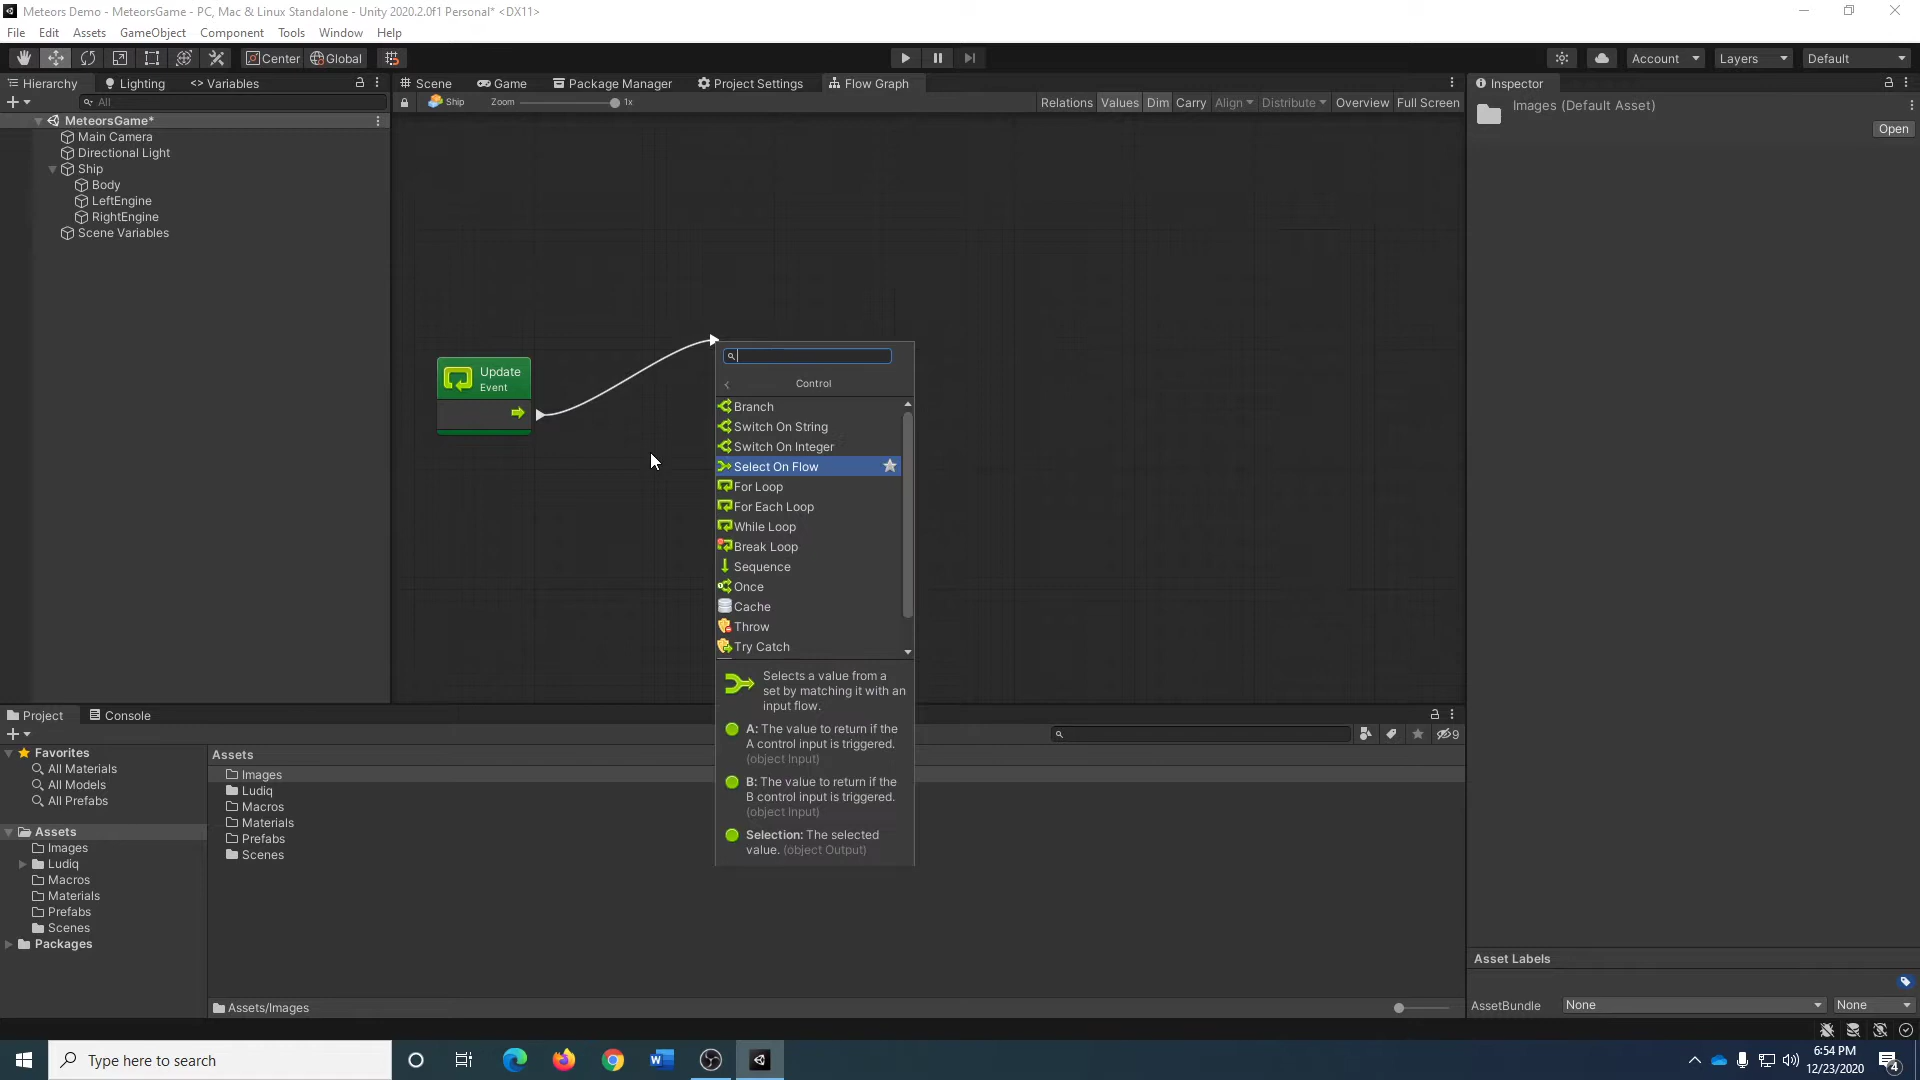 Meteors Demo - MeteorsGame - PC, Mac & Linux Standalone - Unity 2020.2.0f1 Personal* <DX11>
File Edit Assets GameObject Component Tools Window Help
Center Global Account Layers Default
Hierarchy Lighting <> Variables Scene Game Package Manager Project Settings Flow Graph Inspector
All Ship Zoom 1x Relations Values Dim Carry Align Distribute Overview Full Screen
Images (Default Asset)
Open
MeteorsGame*
Main Camera
Directional Light
Ship
Body
LeftEngine
RightEngine
Scene Variables
Update
Event
Control
Branch
Switch On String
Switch On Integer
Select On Flow
For Loop
For Each Loop
While Loop
Break Loop
Sequence
Once
Cache
Throw
Try Catch
Selects a value from a
set by matching it with an
input flow.
A: The value to return if the
A control input is triggered.
(object Input)
B: The value to return if the
B control input is triggered.
(object Input)
Selection: The selected
value. (object Output)
Project Console
9
Favorites
All Materials
All Models
All Prefabs
Assets
Images
Ludiq
Macros
Materials
Prefabs
Scenes
Packages
Assets
Images
Ludiq
Macros
Materials
Prefabs
Scenes
Assets/Images
Asset Labels
AssetBundle None None
Type here to search
6:54 PM
12/23/2020
4